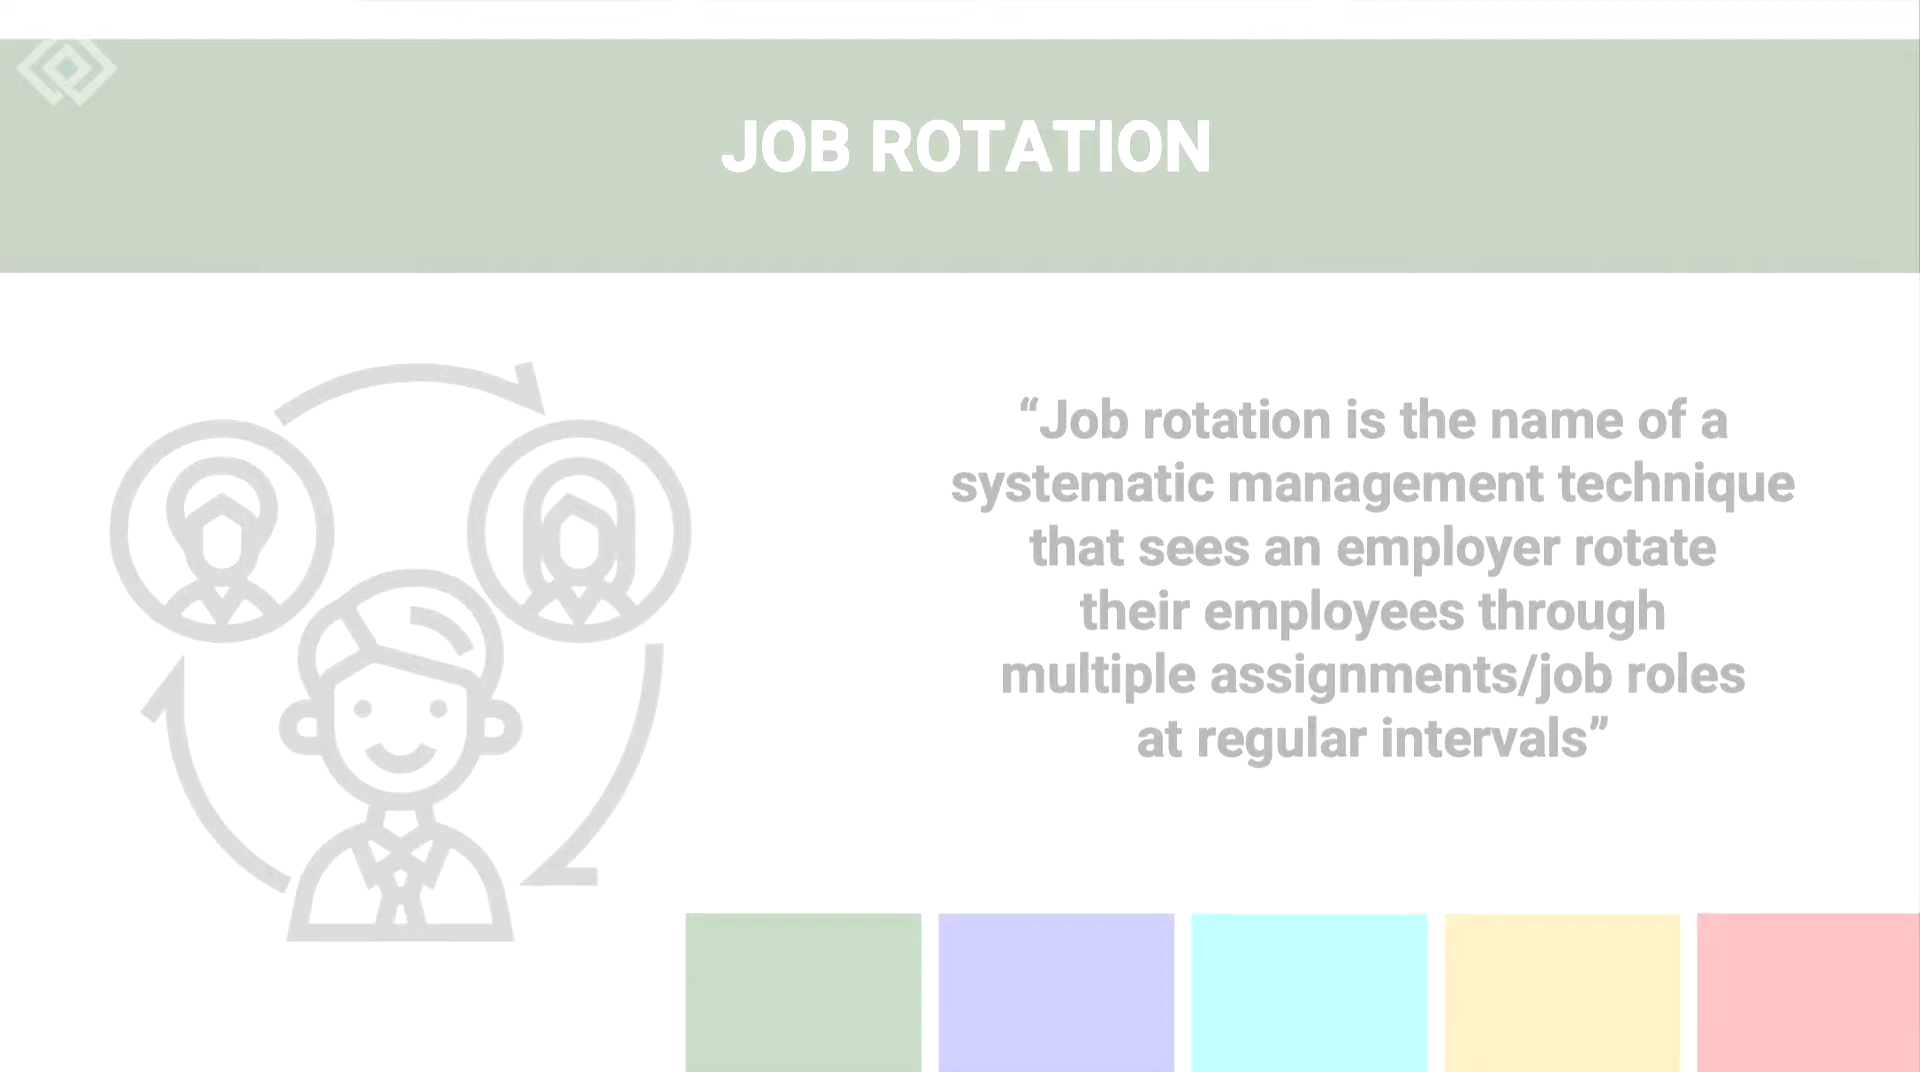 JOB ROTATION
“Job rotation is the name of a
systematic management technique
that sees an employer rotate
their employees through
multiple assignments/job roles
at regular intervals”